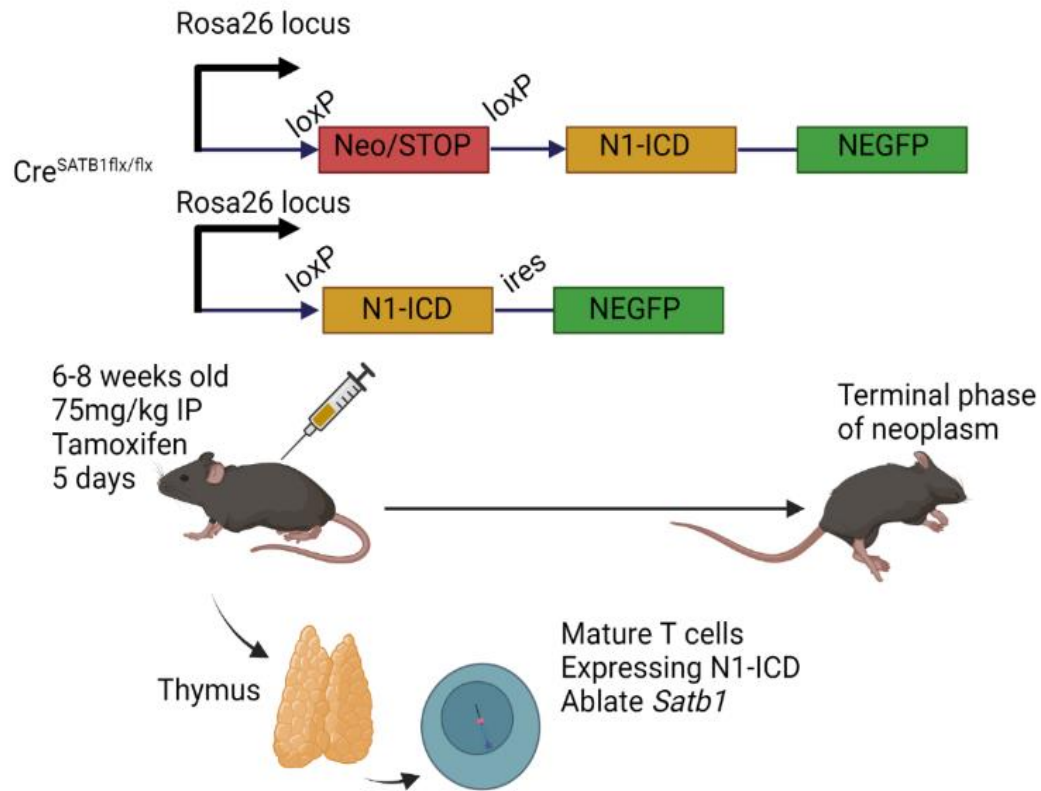 Rosa26 locus
loxP
loxP
Neo/STOP
N1-ICD
NEGFP
Cre^SATB1flx/flx
Rosa26 locus
loxP
ires
N1-ICD
NEGFP
6-8 weeks old
75mg/kg IP
Tamoxifen
5 days
Terminal phase
of neoplasm
Thymus
Mature T cells
Expressing N1-ICD
Ablate Satb1